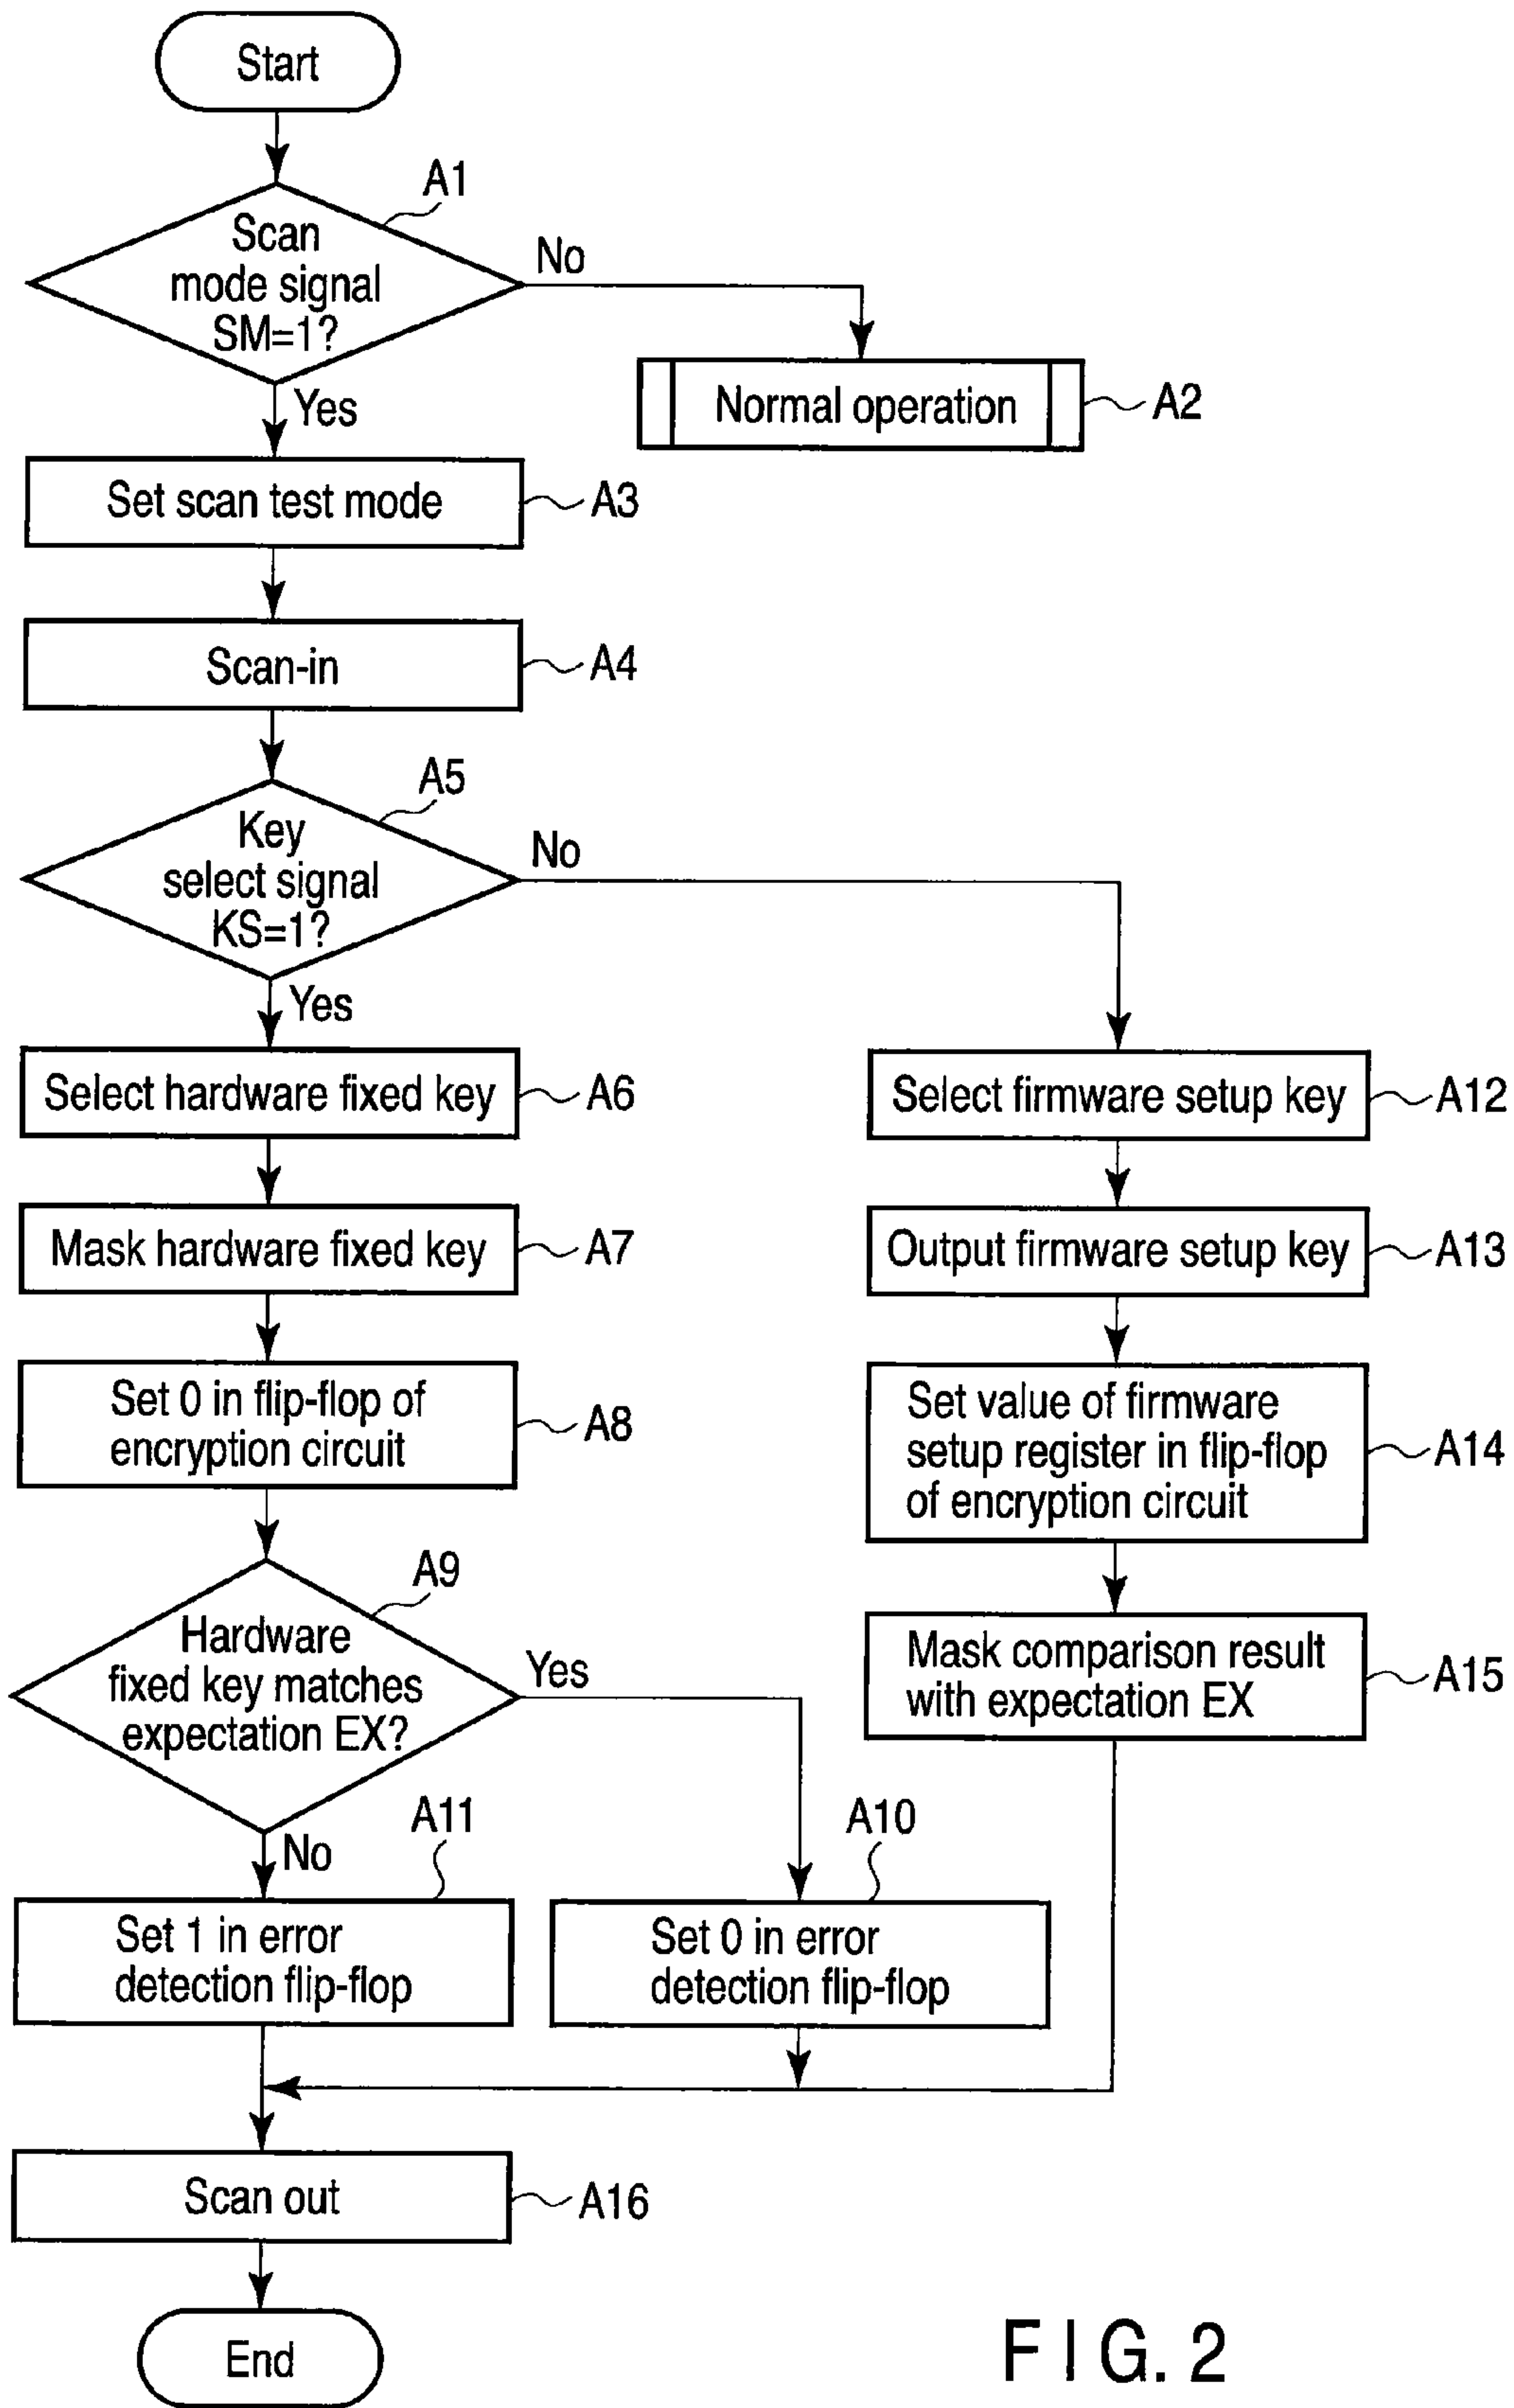 Start
A1
Scan
mode signal
SM=1?
No
Yes
Normal operation
A2
Set scan test mode
A3
Scan-in
A4
A5
Key
select signal
KS=1?
No
Yes
Select hardware fixed key
A6
Select firmware setup key
A12
Mask hardware fixed key
A7
Output firmware setup key
A13
Set 0 in flip-flop of
encryption circuit
A8
Set value of firmware
setup register in flip-flop
of encryption circuit
A14
A9
Hardware
fixed key matches
expectation EX?
Yes
No
Mask comparison result
with expectation EX
A15
A11
Set 1 in error
detection flip-flop
A10
Set 0 in error
detection flip-flop
Scan out
A16
End
FIG. 2